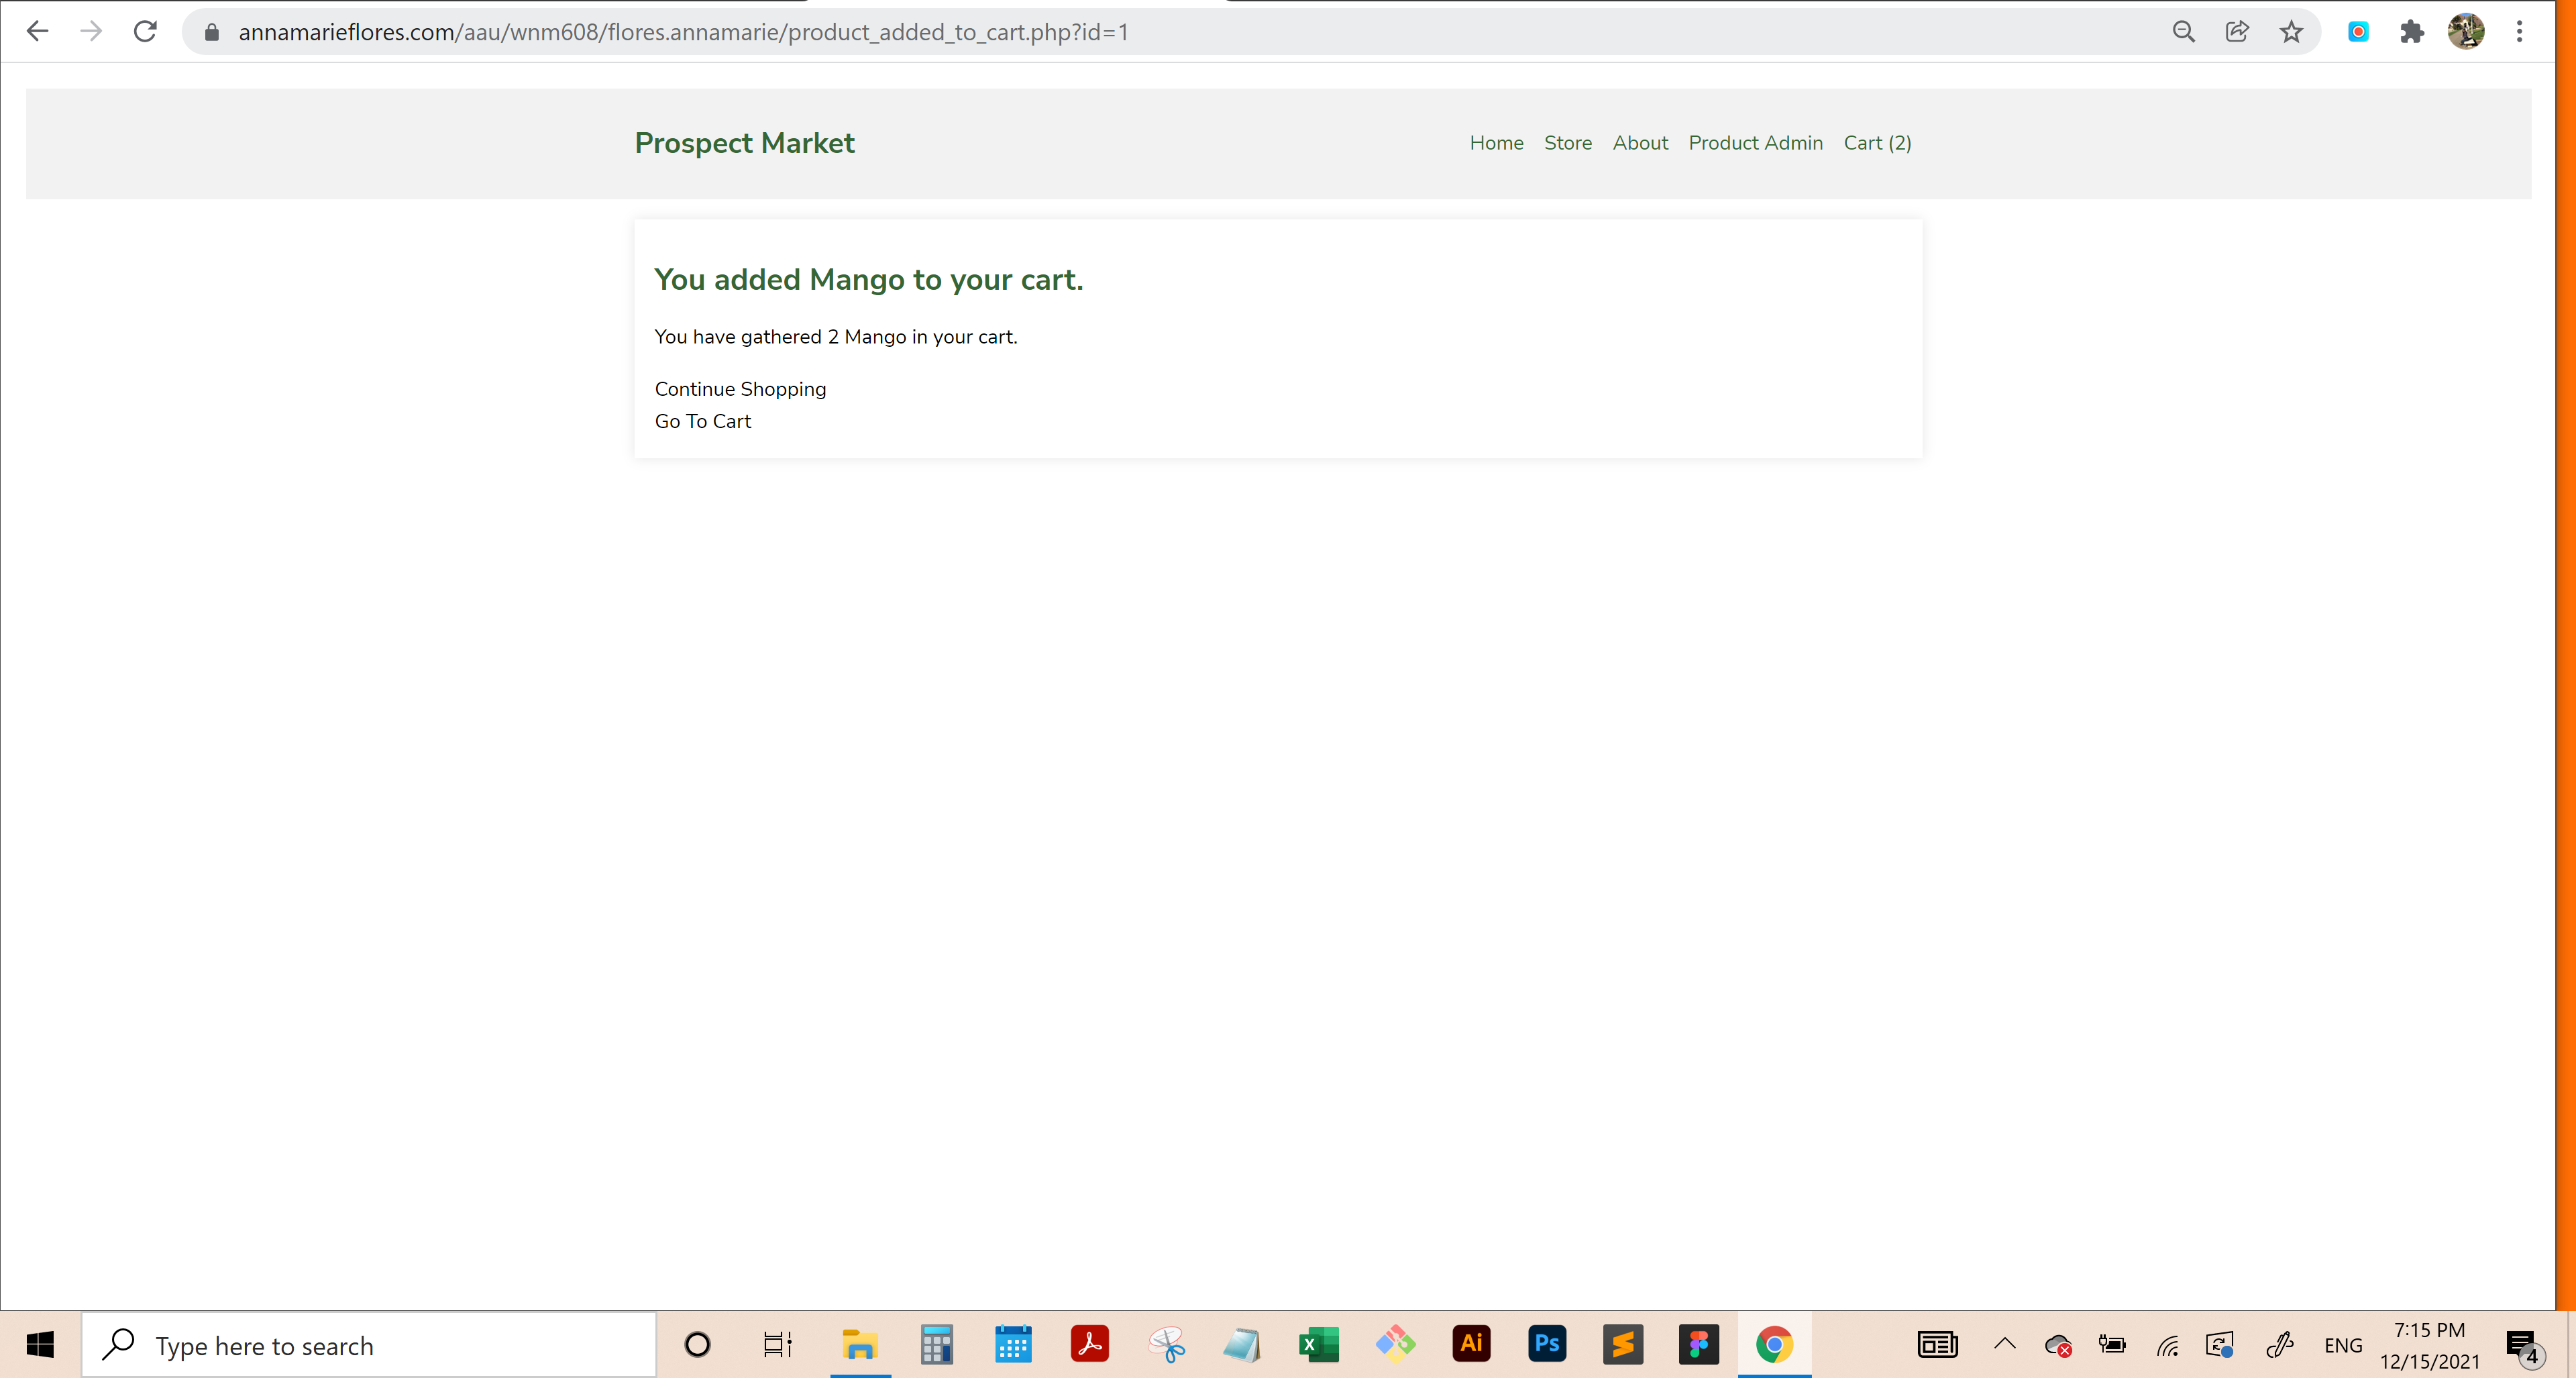 annamarieflores.com/aau/wnm608/flores.annamarie/product_added_to_cart.php?id=1
Prospect Market
Home Store About Product Admin Cart (2)
You added Mango to your cart.
You have gathered 2 Mango in your cart.
Continue Shopping
Go To Cart
Type here to search
X
Ai
Ps
ENG
7:15 PM
12/15/2021
4